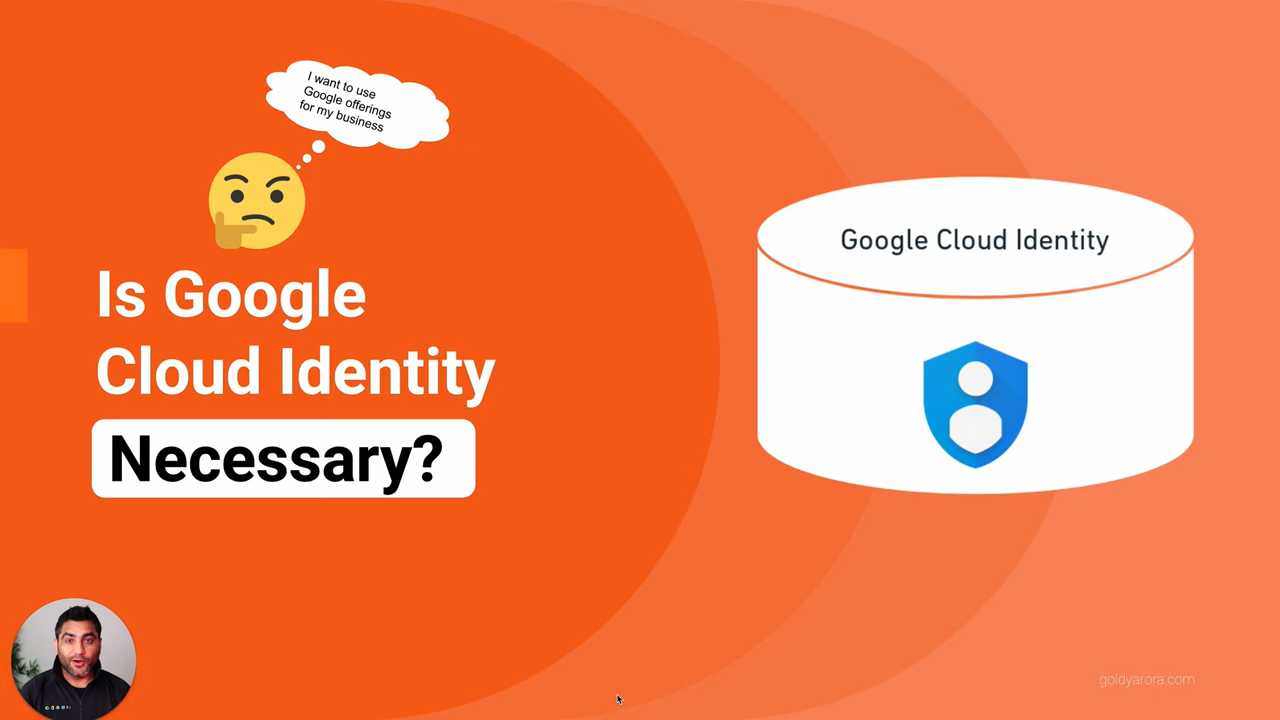 I want to use
Google offerings
for my business
Is Google
Cloud Identity
Necessary?
Google Cloud Identity
goldyarora.com